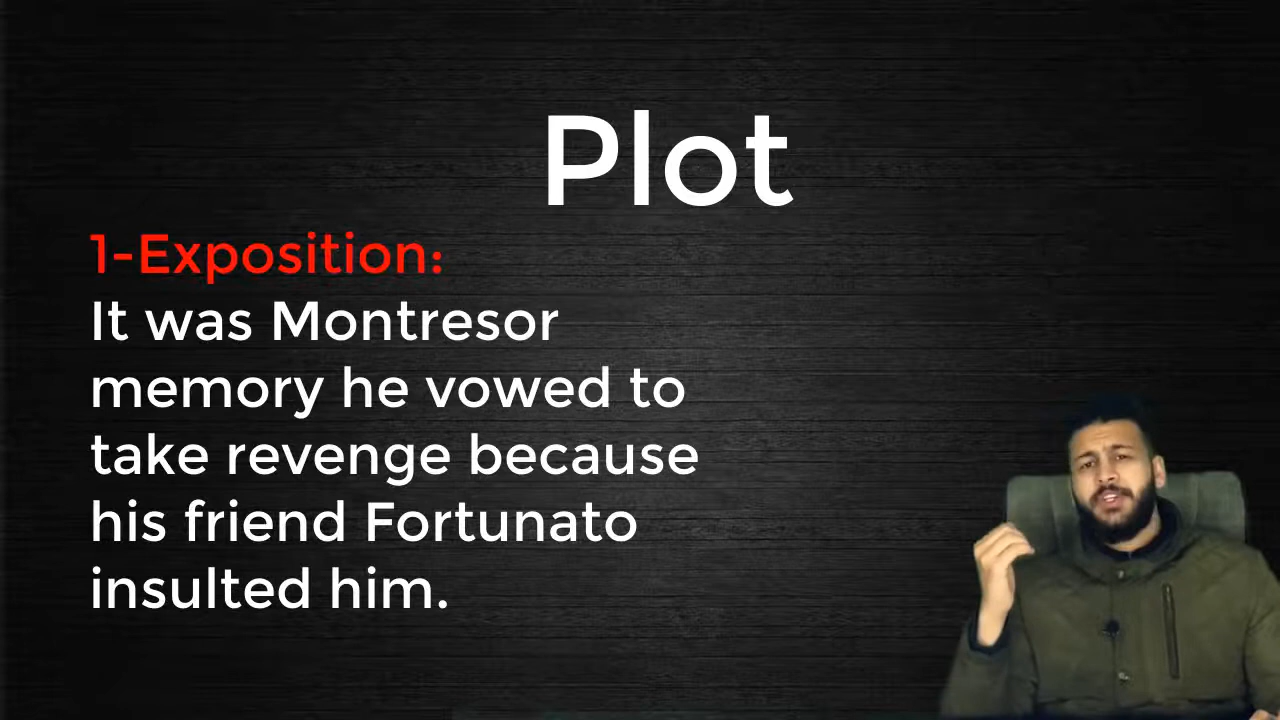 Plot
1-Exposition:
It was Montresor
memory he vowed to
take revenge because
his friend Fortunato
insulted him.